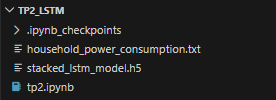 TP2_LSTM
.ipynb_checkpoints
household_power_consumption.txt
stacked_lstm_model.h5
tp2.ipynb